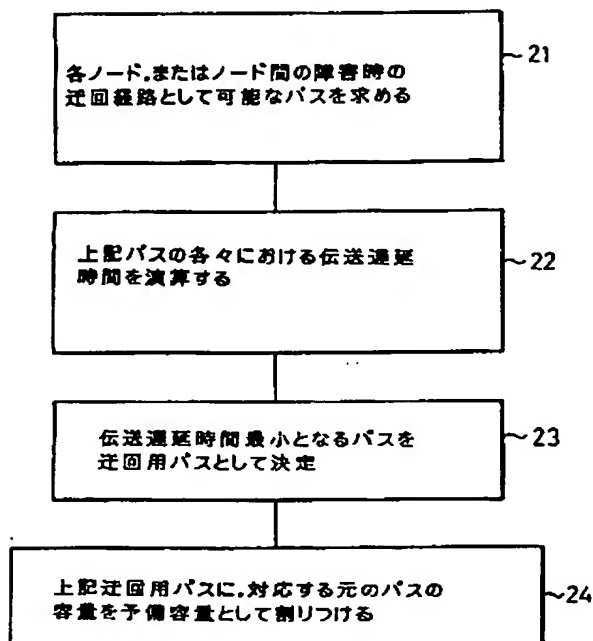 各ノード,またはノード間の障害時の
迂回経路として可能なパスを求める
~21
上記パスの各々における伝送遅延
時間を演算する
~22
伝送遅延時間最小となるパスを
迂回用パスとして決定
~23
上記迂回用パスに,対応する元のパスの
容量を予備容量として割りつける
~24